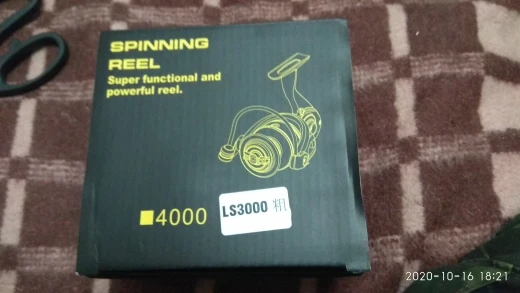 SPINNING
REEL
Super functional and
powerful reel.
■4000
LS3000 粗
2020-10-16 18:21